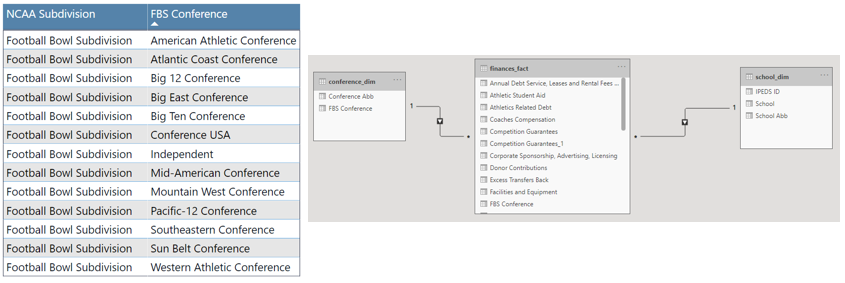 NCAA Subdivision FBS Conference
Football Bowl Subdivision American Athletic Conference
Football Bowl Subdivision Atlantic Coast Conference
Football Bowl Subdivision Big 12 Conference
Football Bowl Subdivision Big East Conference
Football Bowl Subdivision Big Ten Conference
Football Bowl Subdivision Conference USA
Football Bowl Subdivision Independent
Football Bowl Subdivision Mid-American Conference
Football Bowl Subdivision Mountain West Conference
Football Bowl Subdivision Pacific-12 Conference
Football Bowl Subdivision Southeastern Conference
Football Bowl Subdivision Sun Belt Conference
Football Bowl Subdivision Western Athletic Conference
conference_dim ...
Conference Abb
FBS Conference
1
*
finances_fact ...
Annual Debt Service, Leases and Rental Fees ...
Athletic Student Aid
Athletics Related Debt
Coaches Compensation
Competition Guarantees
Competition Guarantees_1
Corporate Sponsorship, Advertising, Licensing
Donor Contributions
Excess Transfers Back
Facilities and Equipment
FBS Conference
*
1
school_dim ...
IPEDS ID
School
School Abb